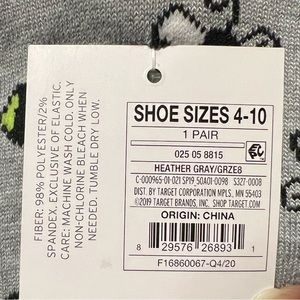 FIBER: 98% POLYESTER/2%
SPANDEX. EXCLUSIVE OF ELASTIC.
CARE: MACHINE WASH COLD. ONLY
NON-CHLORINE BLEACH WHEN
NEEDED. TUMBLE DRY LOW.
SHOE SIZES 4-10
1 PAIR
025 05 8815
HEATHER GRAY/GRZE8
C-000965-01-021 SP19_50A01-0098 S327-0008
DIST. BY TARGET CORPORATION MPLS, MN 55403
©2019 TARGET BRANDS, INC. SHOP TARGET.COM
ORIGIN: CHINA
8 29576 26893 1
F16860067-Q4/20